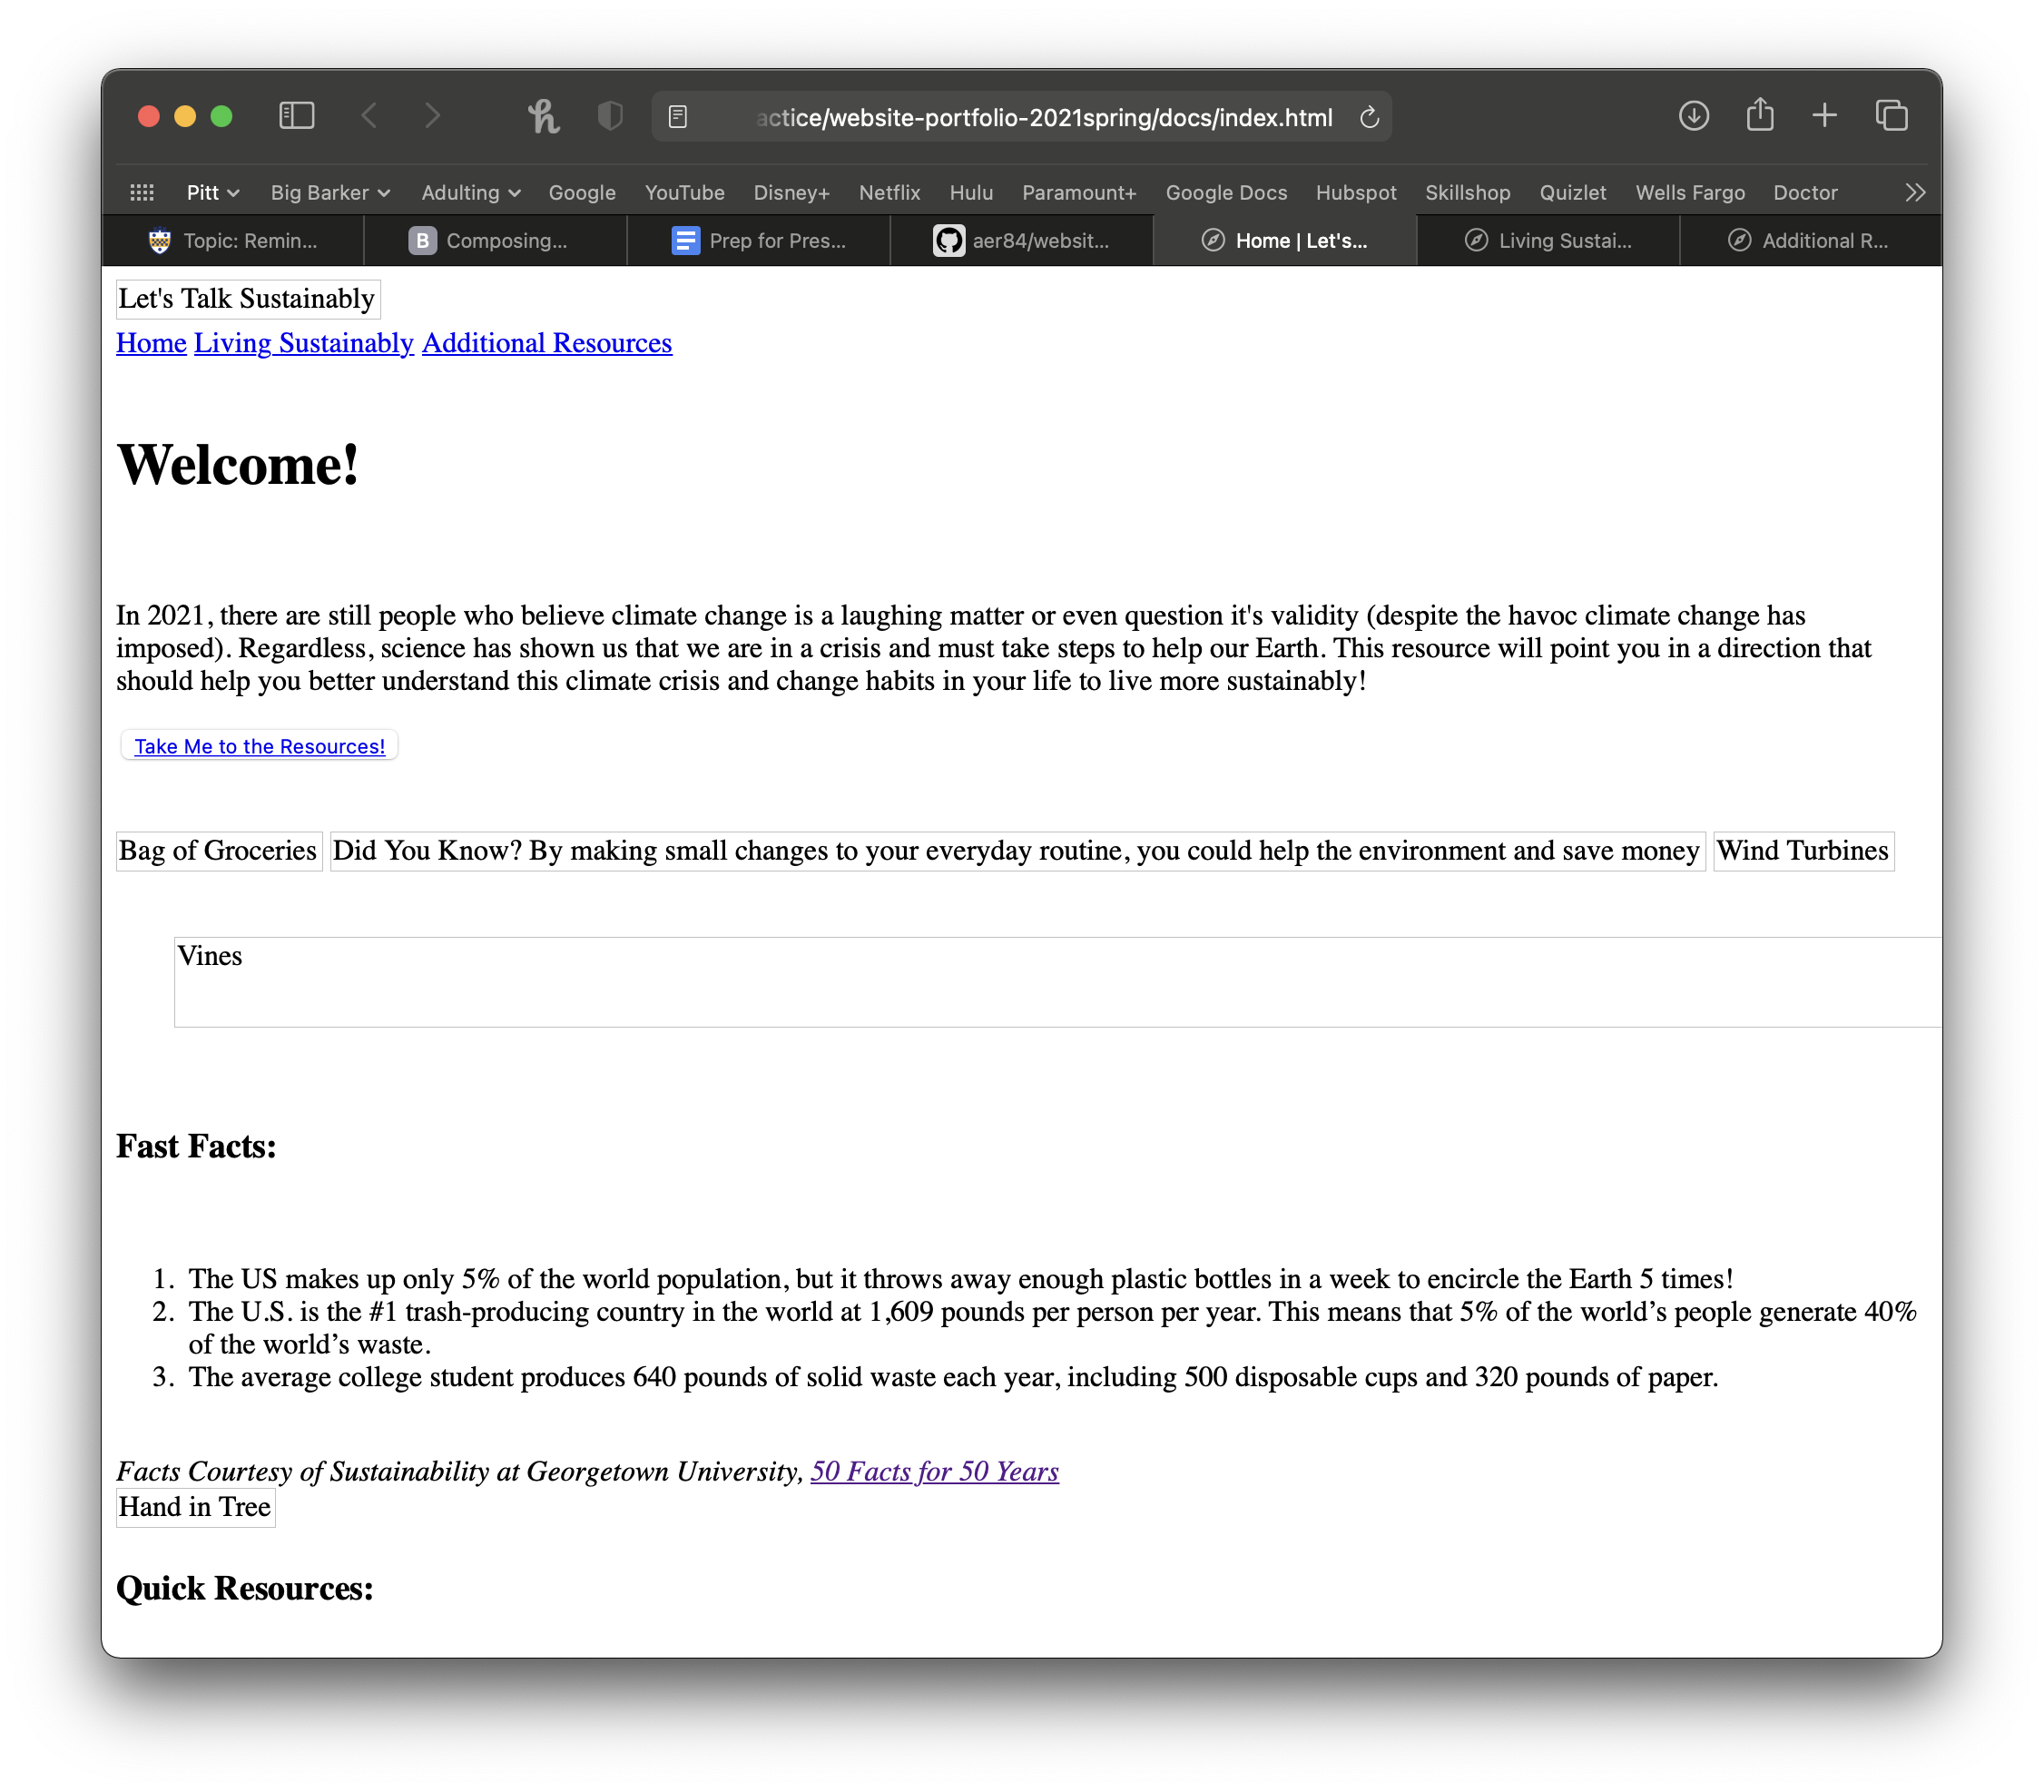 actice/website-portfolio-2021spring/docs/index.html
Pitt Big Barker Adulting Google YouTube Disney+ Netflix Hulu Paramount+ Google Docs Hubspot Skillshop Quizlet Wells Fargo Doctor
Topic: Remin... B Composing... Prep for Pres... aer84/websit... Home | Let's... Living Sustai... Additional R...
Let's Talk Sustainably
Home Living Sustainably Additional Resources
Welcome!
In 2021, there are still people who believe climate change is a laughing matter or even question it's validity (despite the havoc climate change has
imposed). Regardless, science has shown us that we are in a crisis and must take steps to help our Earth. This resource will point you in a direction that
should help you better understand this climate crisis and change habits in your life to live more sustainably!
Take Me to the Resources!
Bag of Groceries Did You Know? By making small changes to your everyday routine, you could help the environment and save money Wind Turbines
Vines
Fast Facts:
1. The US makes up only 5% of the world population, but it throws away enough plastic bottles in a week to encircle the Earth 5 times!
2. The U.S. is the #1 trash-producing country in the world at 1,609 pounds per person per year. This means that 5% of the world’s people generate 40%
of the world’s waste.
3. The average college student produces 640 pounds of solid waste each year, including 500 disposable cups and 320 pounds of paper.
Facts Courtesy of Sustainability at Georgetown University, 50 Facts for 50 Years
Hand in Tree
Quick Resources: